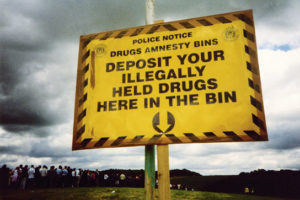 POLICE NOTICE
DRUGS AMNESTY BINS
DEPOSIT YOUR
ILLEGALLY
HELD DRUGS
HERE IN THE BIN